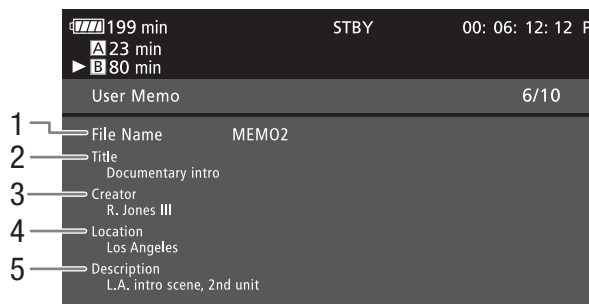 199 min STBY 00: 06: 12: 12 P
A 23 min
B 80 min
User Memo 6/10
1 File Name MEMO2
2 Title
Documentary intro
3 Creator
R. Jones III
4 Location
Los Angeles
5 Description
L.A. intro scene, 2nd unit